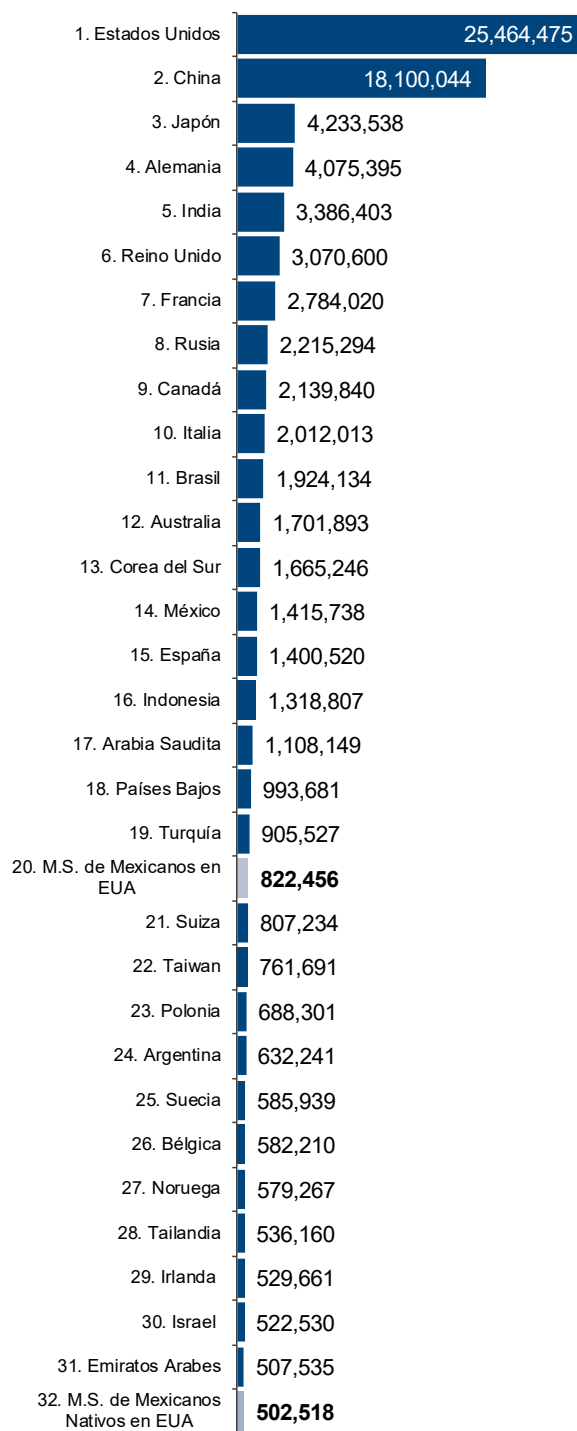 1. Estados Unidos 25,464,475
2. China 18,100,044
3. Japón 4,233,538
4. Alemania 4,075,395
5. India 3,386,403
6. Reino Unido 3,070,600
7. Francia 2,784,020
8. Rusia 2,215,294
9. Canadá 2,139,840
10. Italia 2,012,013
11. Brasil 1,924,134
12. Australia 1,701,893
13. Corea del Sur 1,665,246
14. México 1,415,738
15. España 1,400,520
16. Indonesia 1,318,807
17. Arabia Saudita 1,108,149
18. Países Bajos 993,681
19. Turquía 905,527
20. M.S. de Mexicanos en
EUA 822,456
21. Suiza 807,234
22. Taiwan 761,691
23. Polonia 688,301
24. Argentina 632,241
25. Suecia 585,939
26. Bélgica 582,210
27. Noruega 579,267
28. Tailandia 536,160
29. Irlanda 529,661
30. Israel 522,530
31. Emiratos Arabes 507,535
32. M.S. de Mexicanos
Nativos en EUA 502,518